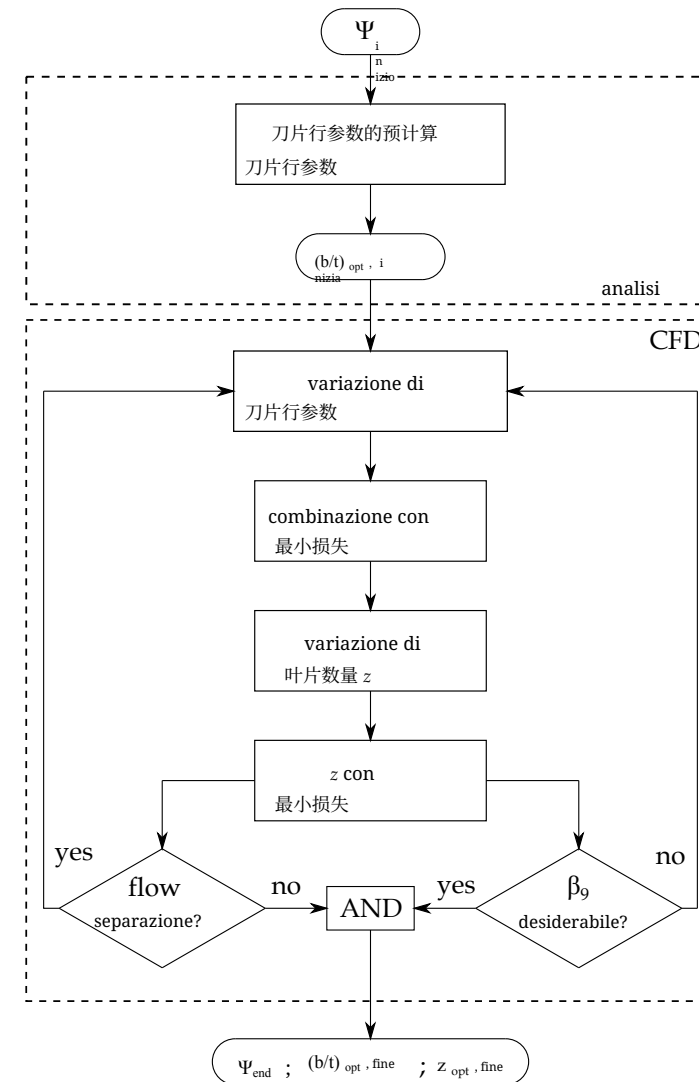 Ψ i
n
izio
刀片行参数的预计算
刀片行参数
(b/t) opt , i
nizia
analisi
CFD
variazione di
刀片行参数
combinazione con
最小损失
variazione di
叶片数量 z
z con
最小损失
yes
no
flow
separazione?
no
AND
yes
β9
desiderabile?
Ψend ; (b/t) opt , fine ; z opt , fine